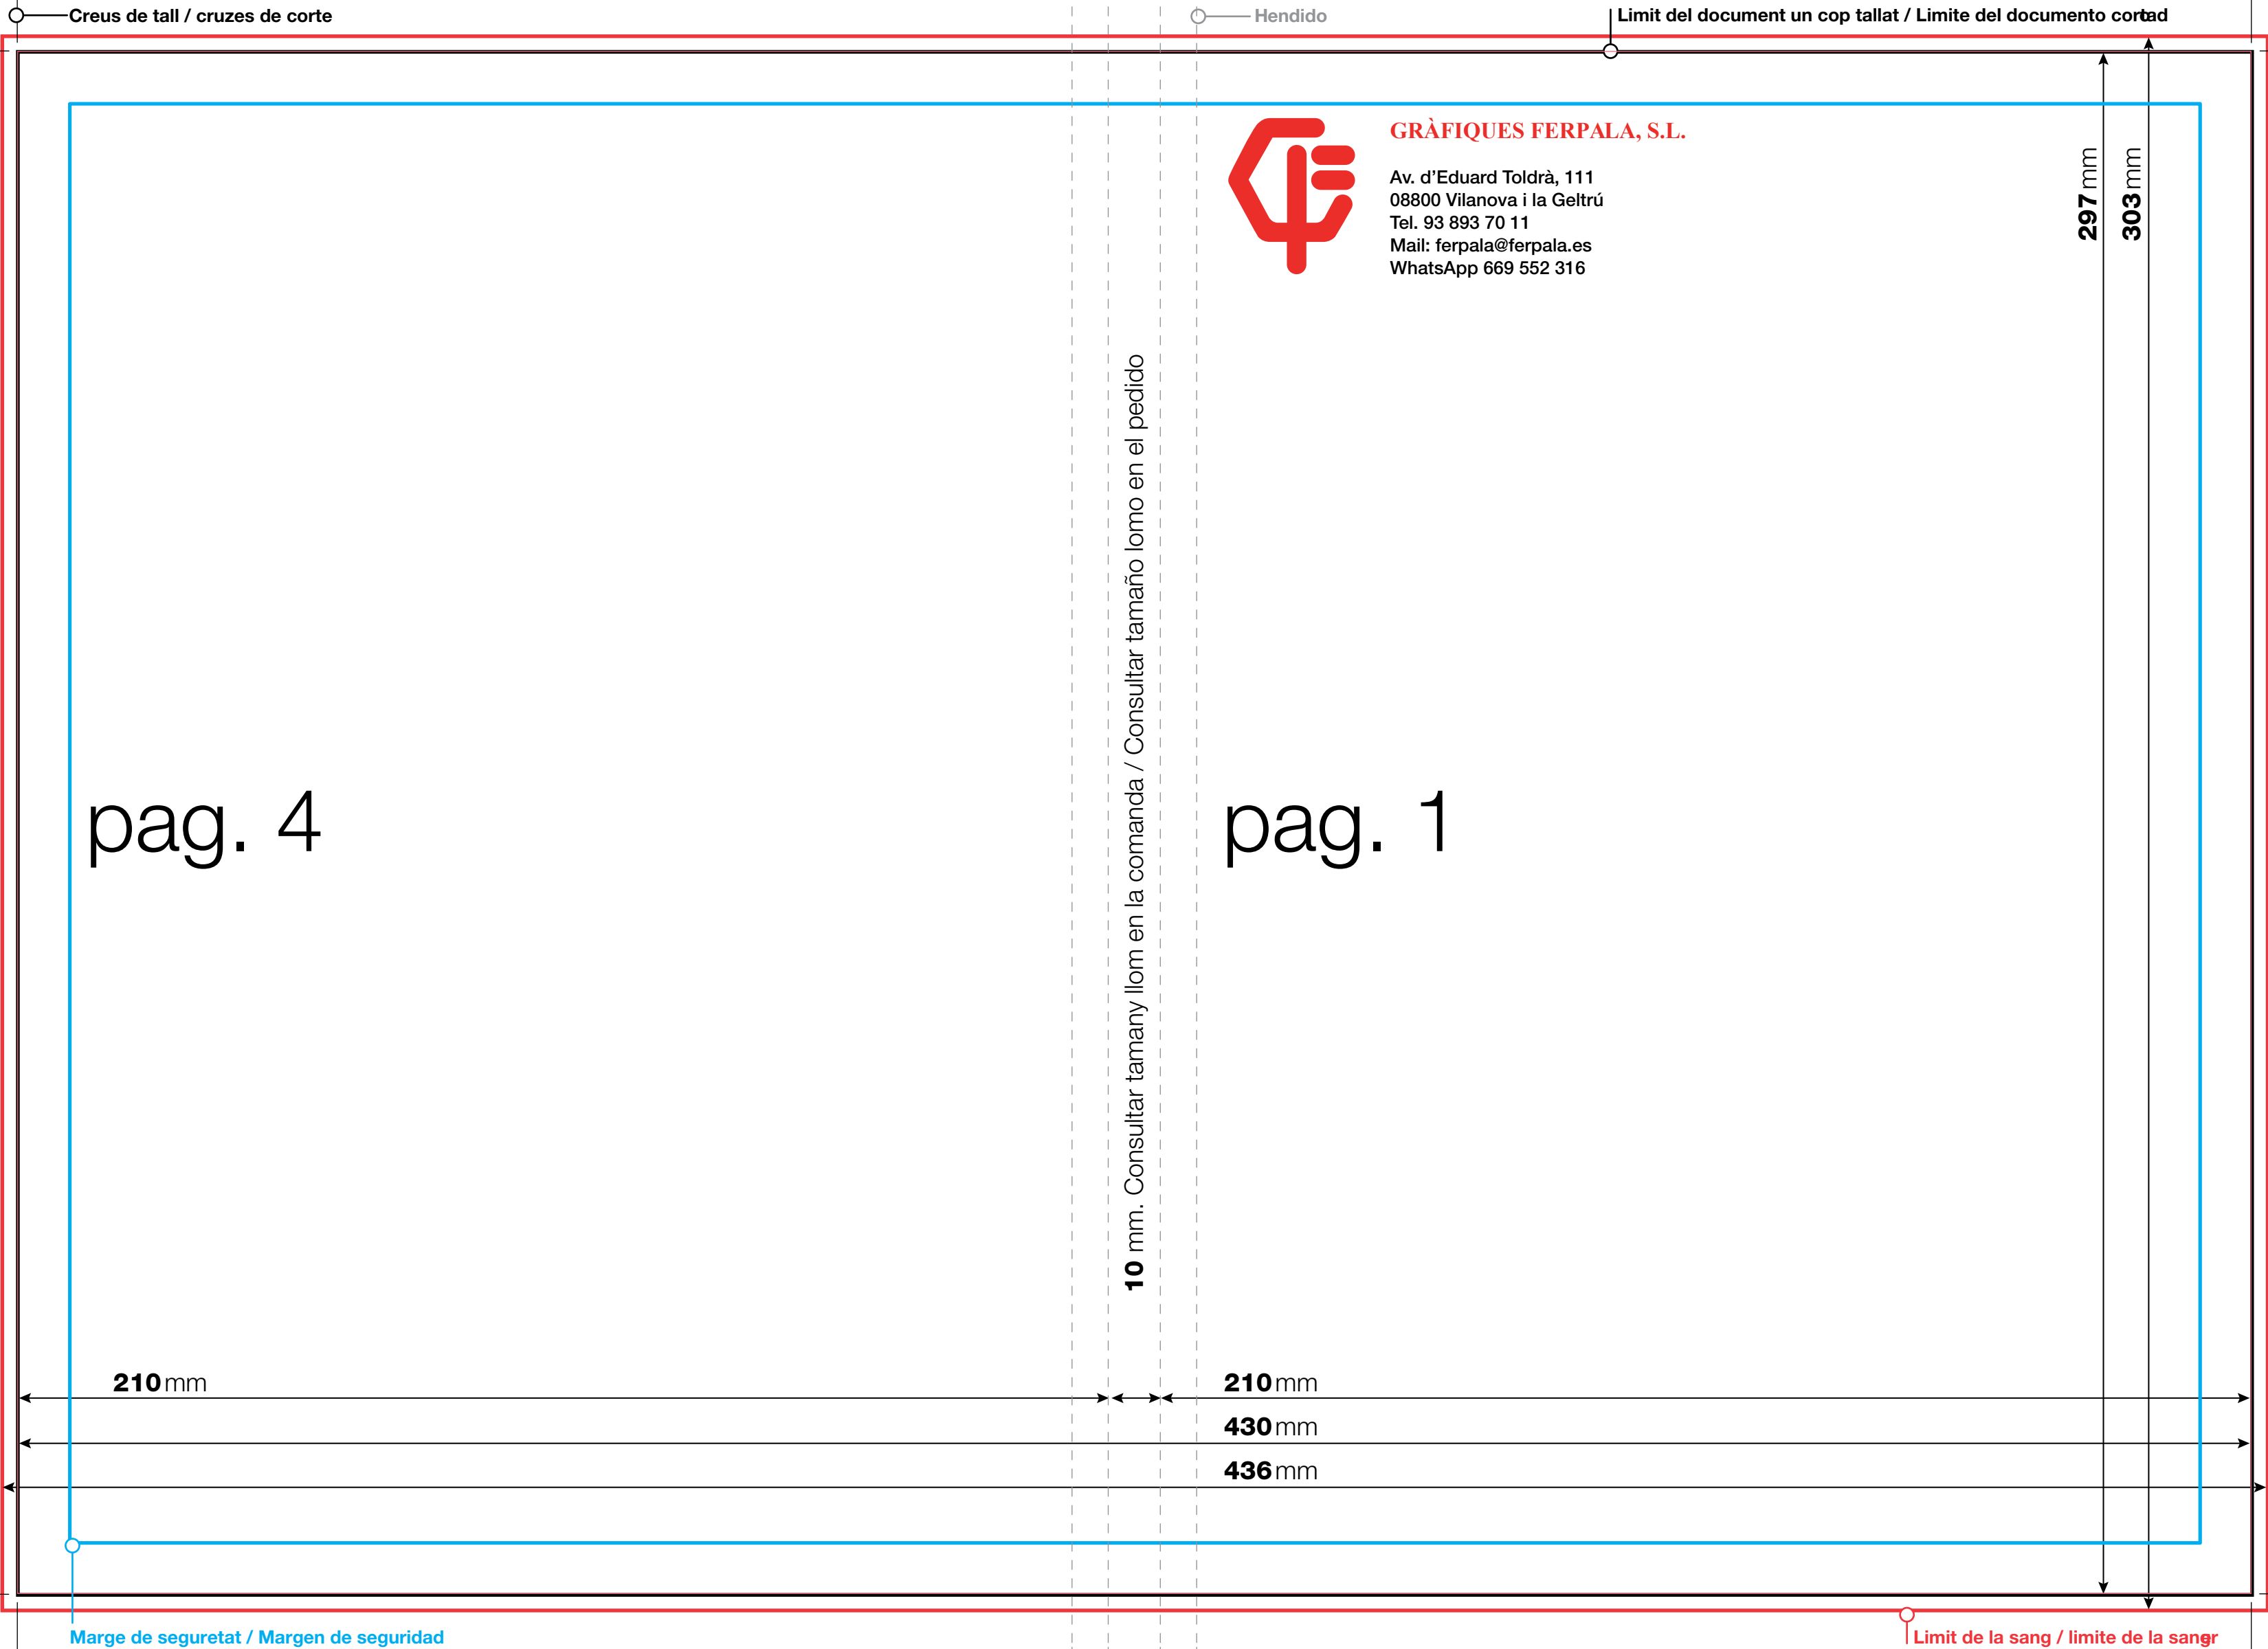 Creus de tall / cruzes de corte
Hendido
Limit del document un cop tallat / Limite del documento cortad
GRÀFIQUES FERPALA, S.L.
Av. d'Eduard Toldrà, 111
08800 Vilanova i la Geltrú
Tel. 93 893 70 11
Mail: ferpala@ferpala.es
WhatsApp 669 552 316
297 mm
303 mm
10 mm. Consultar tamany llom en la comanda / Consultar tamaño lomo en el pedido
pag. 4
pag. 1
210 mm
210 mm
430 mm
436 mm
Marge de seguretat / Margen de seguridad
Limit de la sang / limite de la